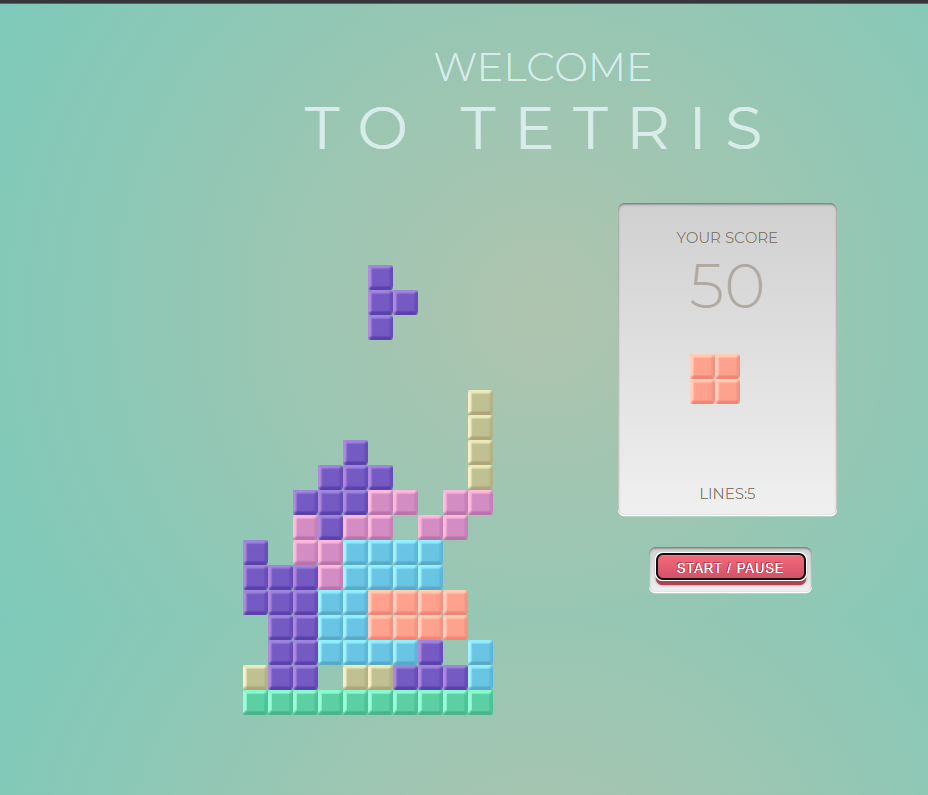 WELCOME
TO TETRIS
YOUR SCORE
50
LINES:5
START / PAUSE